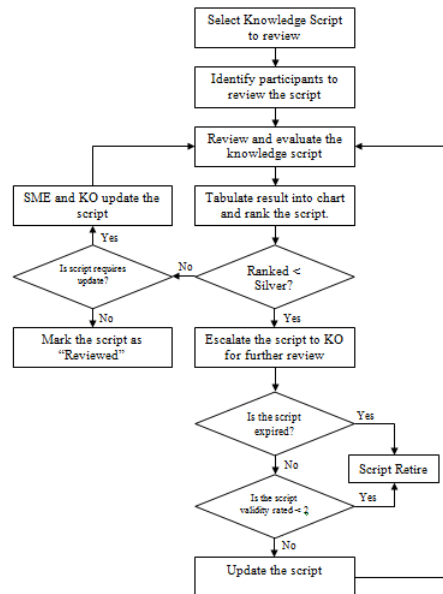 Select Knowledge Script
to review
Identify participants to
review the script
Review and evaluate the
knowledge script
SME and KO update the
script
Tabulate result into chart
and rank the script.
Yes
Is script requires
update?
No
Ranked <
Silver?
No
Yes
Mark the script as
“Reviewed”
Escalate the script to KO
for further review
Is the script
expired?
Yes
No
Script Retire
Is the script
validity rated < 2
Yes
No
Update the script